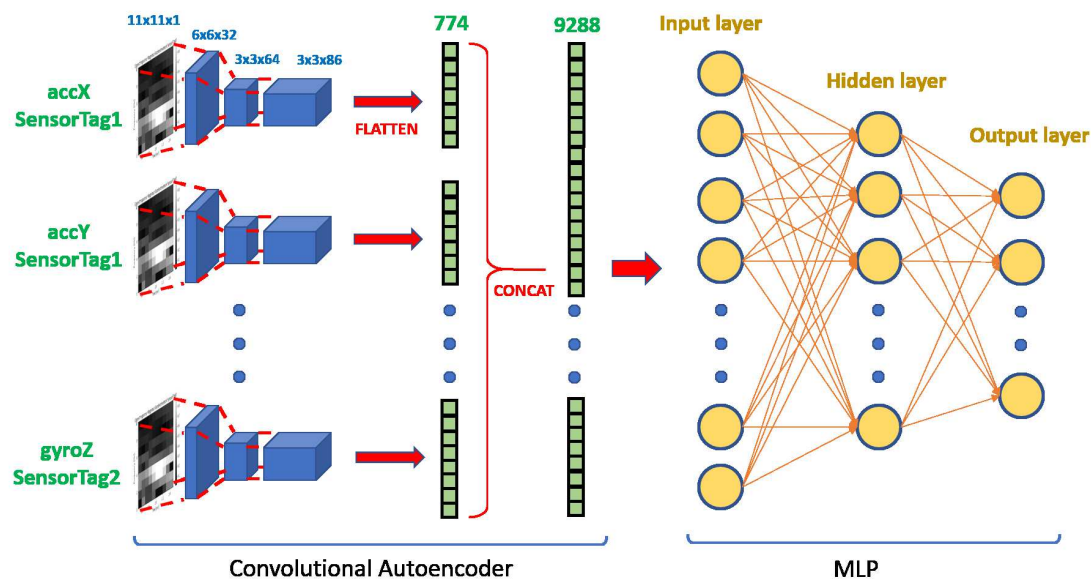 11x11x1
6x6x32
3x3x64
3x3x86
774
9288
accX
SensorTag1
FLATTEN
accY
SensorTag1
CONCAT
gyroZ
SensorTag2
Convolutional Autoencoder
Input layer
Hidden layer
Output layer
MLP